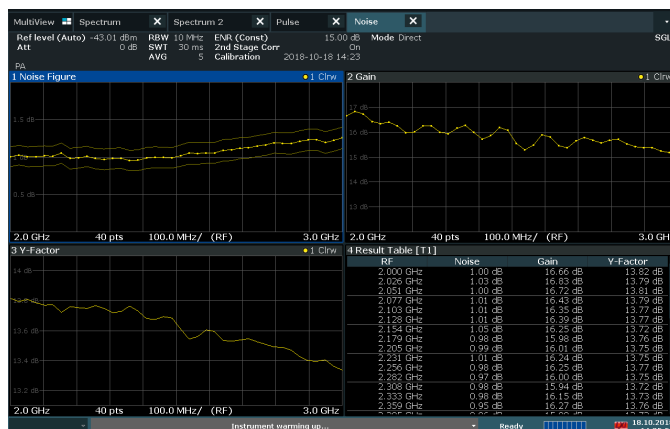 MultiView Spectrum X Spectrum 2 X Pulse X Noise X
Ref level (Auto) -43.01 dBm RBW 10 MHz ENR (Const) 15.00 dB Mode Direct SGL
Att 0 dB SWT 30 ms 2nd Stage Corr On
AVG 5 Calibration 2018-10-18 14:23
PA
1 Noise Figure 1 Clrw
1.5 dB
0.5 dB
2.0 GHz 40 pts 100.0 MHz/ (RF) 3.0 GHz
2 Gain 1 Clrw
17 dB
16 dB
15 dB
14 dB
13 dB
2.0 GHz 40 pts 100.0 MHz/ (RF) 3.0 GH
3 Y-Factor 1 Clrw
14 dB
13.6 dB
13.4 dB
13.2 dB
2.0 GHz 40 pts 100.0 MHz/ (RF) 3.0 GHz
4 Result Table [T1]
RF Noise Gain Y-Factor
2.000 GHz 1.00 dB 16.66 dB 13.82 dB
2.026 GHz 1.03 dB 16.83 dB 13.79 dB
2.051 GHz 1.00 dB 16.72 dB 13.81 dB
2.077 GHz 1.01 dB 16.43 dB 13.79 dB
2.103 GHz 1.01 dB 16.35 dB 13.77 dB
2.128 GHz 1.01 dB 16.39 dB 13.77 dB
2.154 GHz 1.05 dB 16.25 dB 13.72 dB
2.179 GHz 0.98 dB 15.98 dB 13.76 dB
2.205 GHz 0.99 dB 16.01 dB 13.75 dB
2.231 GHz 1.01 dB 16.24 dB 13.75 dB
2.256 GHz 0.98 dB 16.25 dB 13.77 dB
2.282 GHz 0.97 dB 16.00 dB 13.75 dB
2.308 GHz 0.98 dB 15.94 dB 13.72 dB
2.333 GHz 0.98 dB 16.15 dB 13.73 dB
2.359 GHz 0.95 dB 16.27 dB 13.76 dB
Instrument warming up... Ready 18.10.201